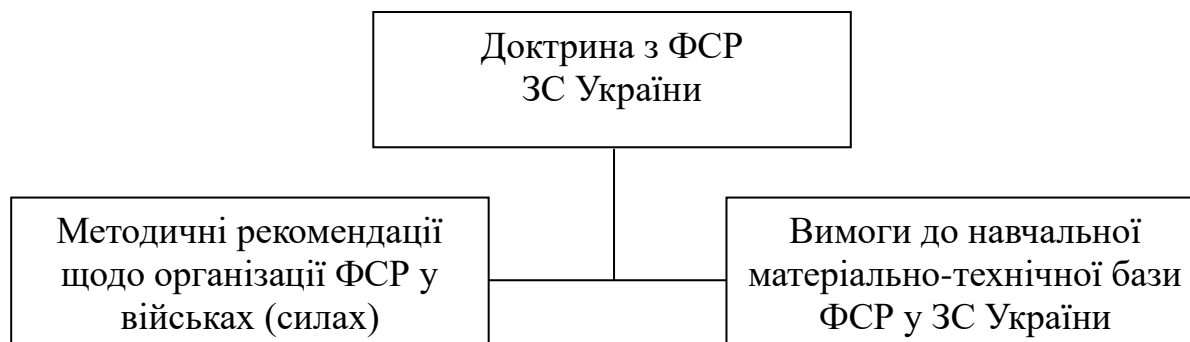 Доктрина з ФСР
ЗС України
Методичні рекомендації
щодо організації ФСР у
військах (силах)
Вимоги до навчальної
матеріально-технічної бази
ФСР у ЗС України